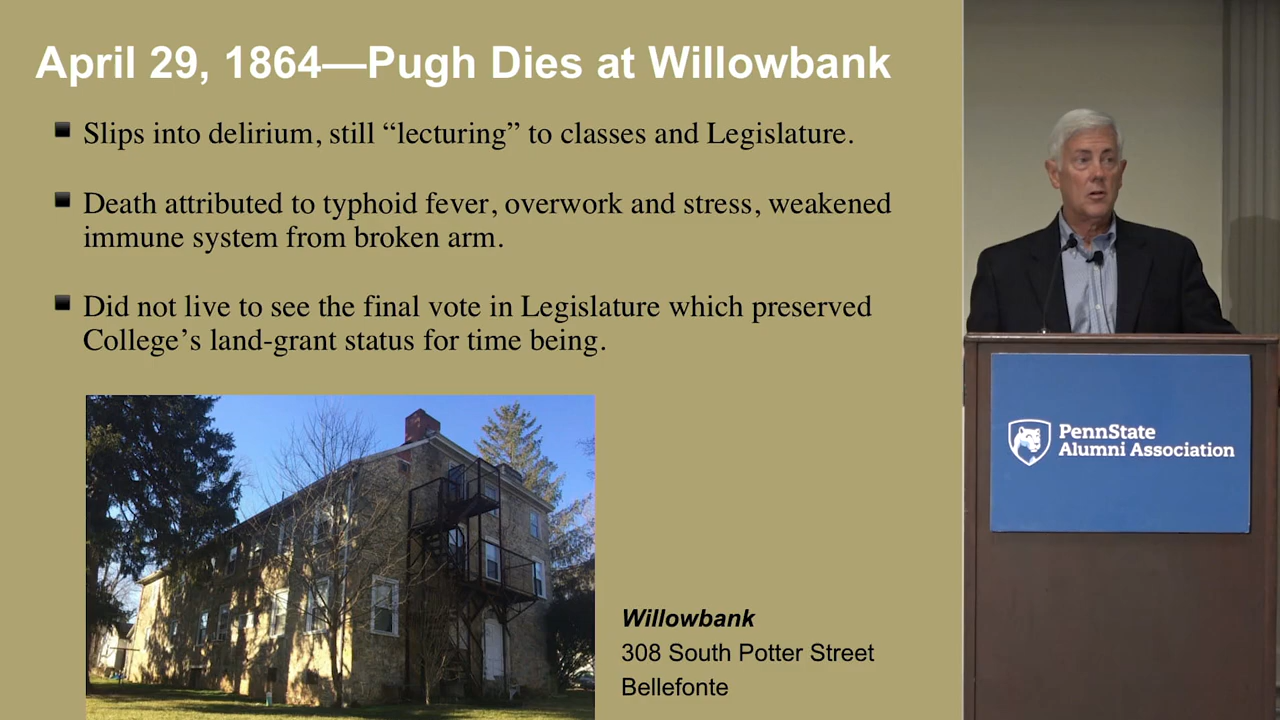 April 29, 1864—Pugh Dies at Willowbank
Slips into delirium, still “lecturing” to classes and Legislature.
Death attributed to typhoid fever, overwork and stress, weakened
immune system from broken arm.
Did not live to see the final vote in Legislature which preserved
College’s land-grant status for time being.
Willowbank
308 South Potter Street
Bellefonte
PennState
Alumni Association